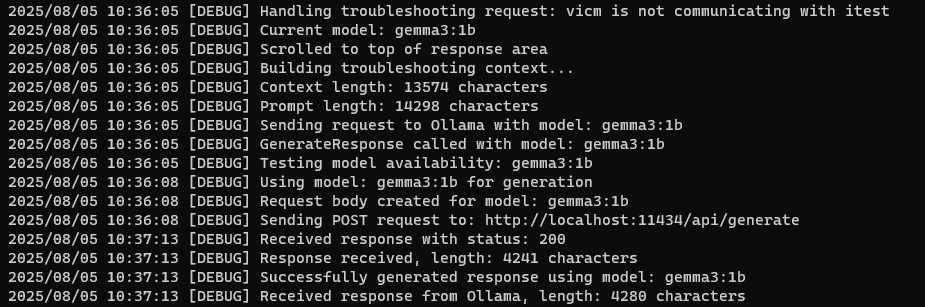 2025/08/05 10:36:05 [DEBUG] Handling troubleshooting request: vicm is not communicating with itest
2025/08/05 10:36:05 [DEBUG] Current model: gemma3:1b
2025/08/05 10:36:05 [DEBUG] Scrolled to top of response area
2025/08/05 10:36:05 [DEBUG] Building troubleshooting context...
2025/08/05 10:36:05 [DEBUG] Context length: 13574 characters
2025/08/05 10:36:05 [DEBUG] Prompt length: 14298 characters
2025/08/05 10:36:05 [DEBUG] Sending request to Ollama with model: gemma3:1b
2025/08/05 10:36:05 [DEBUG] GenerateResponse called with model: gemma3:1b
2025/08/05 10:36:05 [DEBUG] Testing model availability: gemma3:1b
2025/08/05 10:36:08 [DEBUG] Using model: gemma3:1b for generation
2025/08/05 10:36:08 [DEBUG] Request body created for model: gemma3:1b
2025/08/05 10:36:08 [DEBUG] Sending POST request to: http://localhost:11434/api/generate
2025/08/05 10:37:13 [DEBUG] Received response with status: 200
2025/08/05 10:37:13 [DEBUG] Response received, length: 4241 characters
2025/08/05 10:37:13 [DEBUG] Successfully generated response using model: gemma3:1b
2025/08/05 10:37:13 [DEBUG] Received response from Ollama, length: 4280 characters